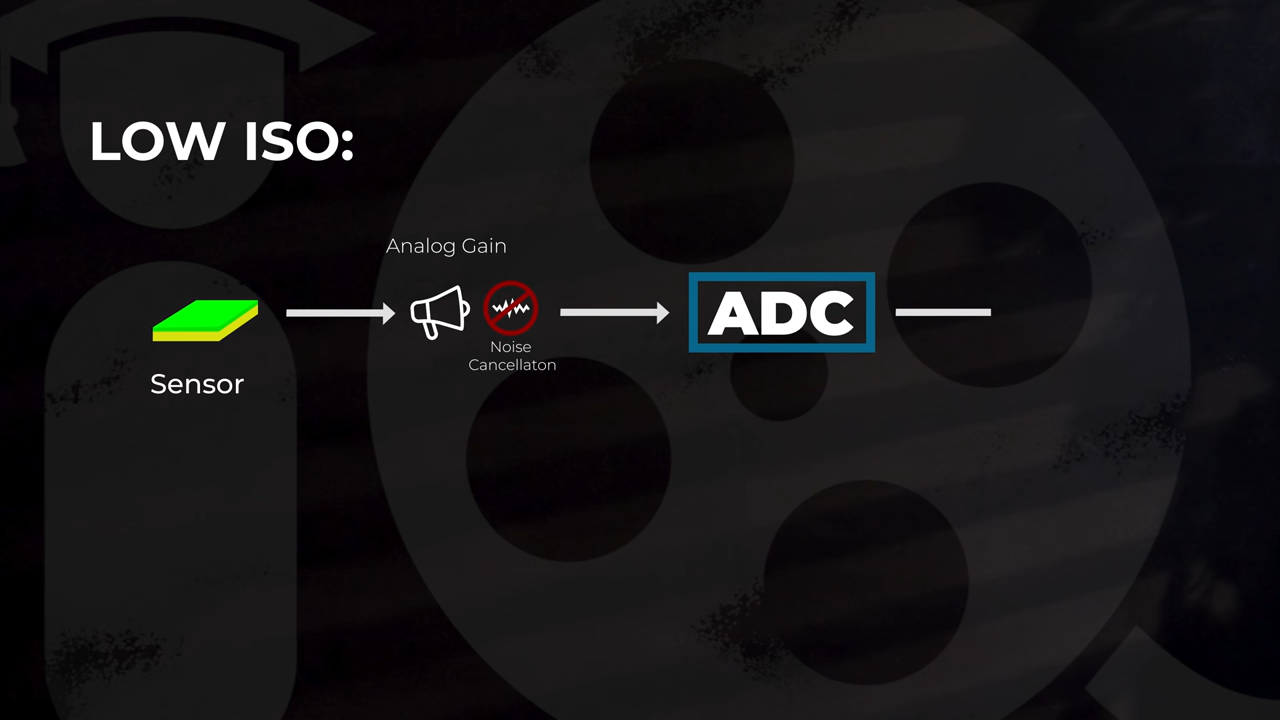 LOW ISO:
Analog Gain
Noise
Cancellaton
ADC
Sensor